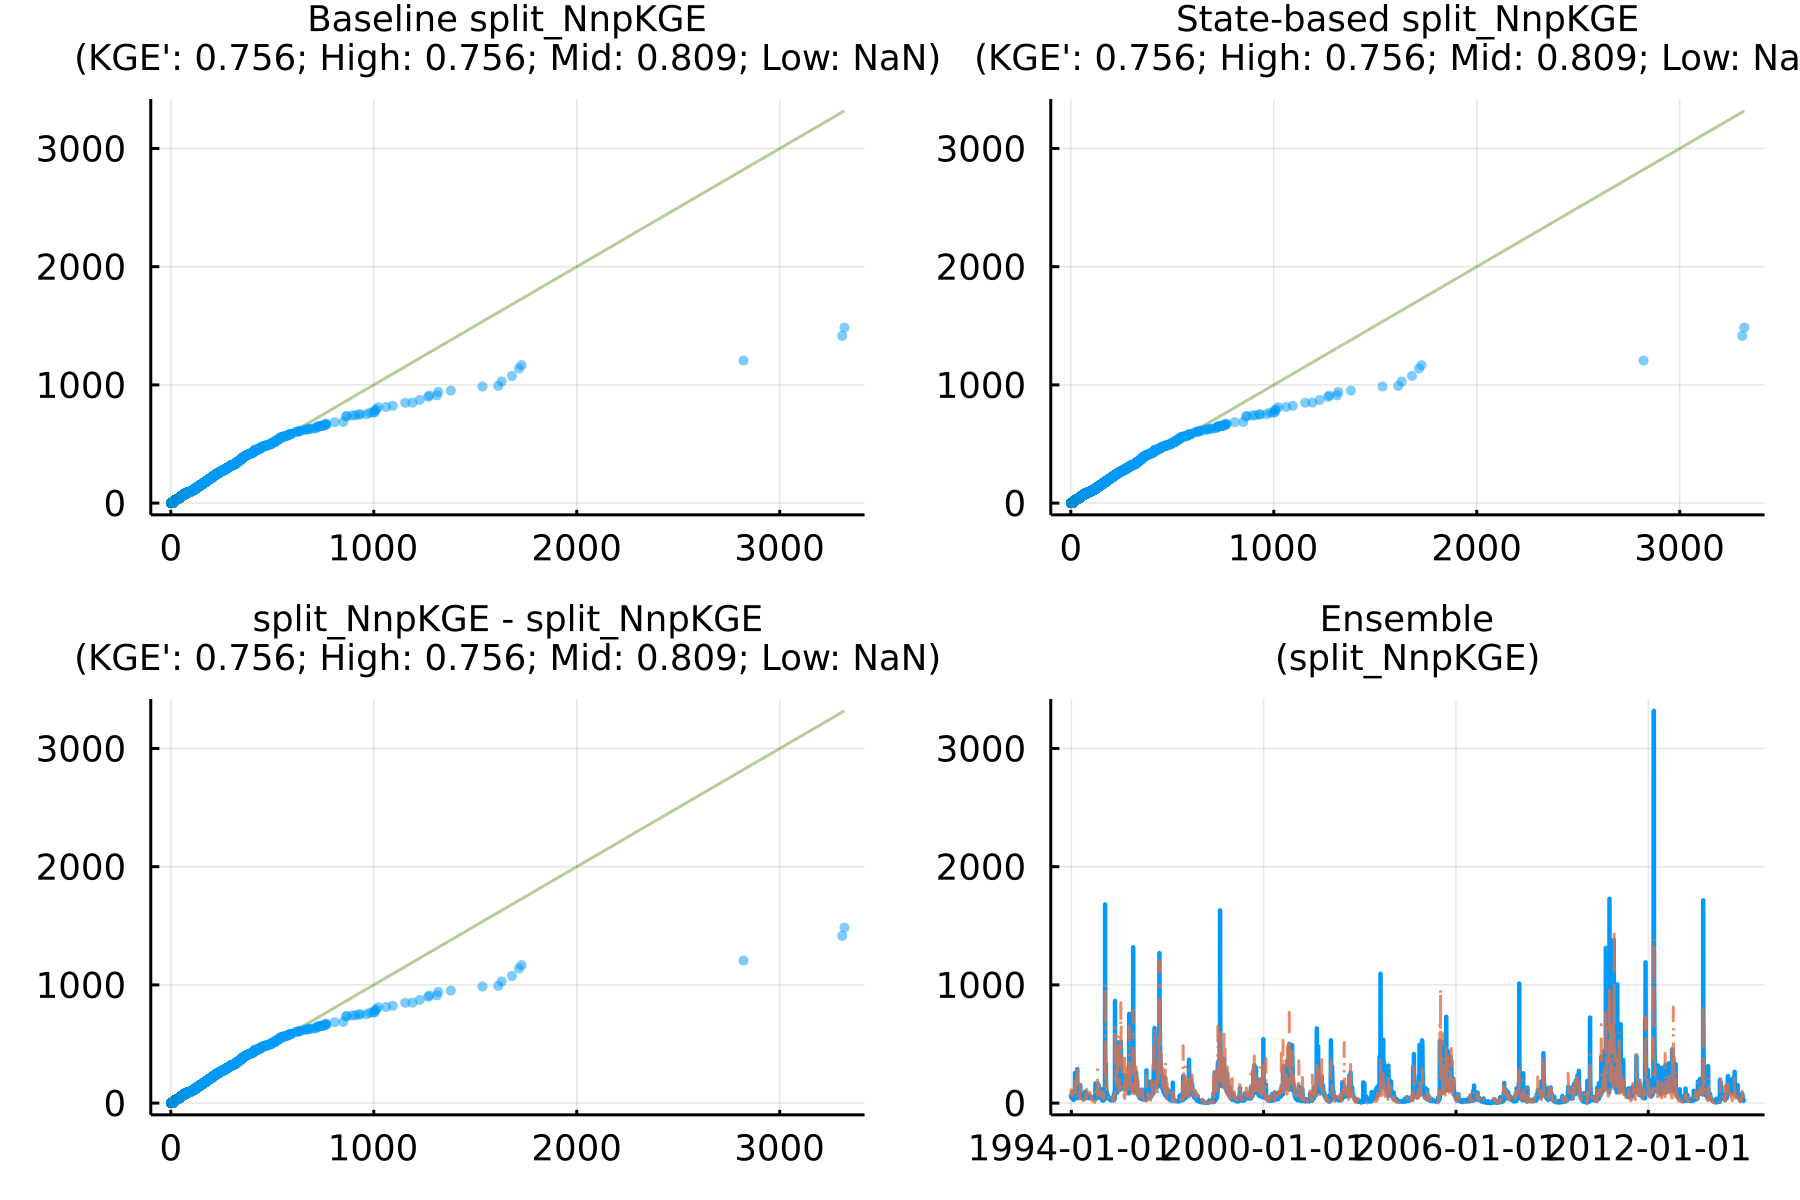 Baseline split_NnpKGE
(KGE': 0.756; High: 0.756; Mid: 0.809; Low: NaN)
3000
2000
1000
0
0 1000 2000 3000
State-based split_NnpKGE
(KGE': 0.756; High: 0.756; Mid: 0.809; Low: Na
3000
2000
1000
0
0 1000 2000 3000
split_NnpKGE - split_NnpKGE
(KGE': 0.756; High: 0.756; Mid: 0.809; Low: NaN)
3000
2000
1000
0
0 1000 2000 3000
Ensemble
(split_NnpKGE)
3000
2000
1000
0
1994-01-01 2000-01-01 2006-01-01 2012-01-01